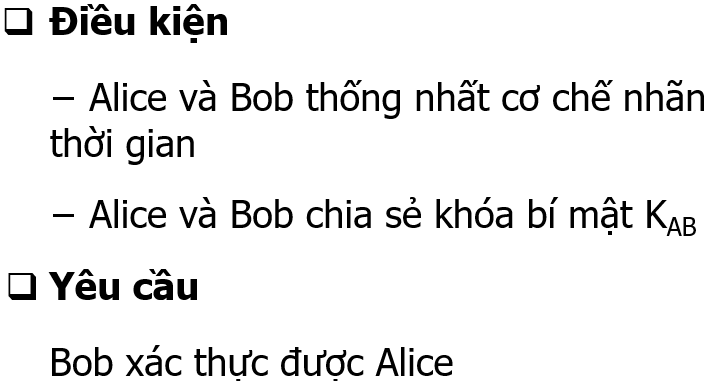 ❑ Điều kiện
– Alice và Bob thống nhất cơ chế nhãn
thời gian
– Alice và Bob chia sẻ khóa bí mật K_AB
❑ Yêu cầu
Bob xác thực được Alice